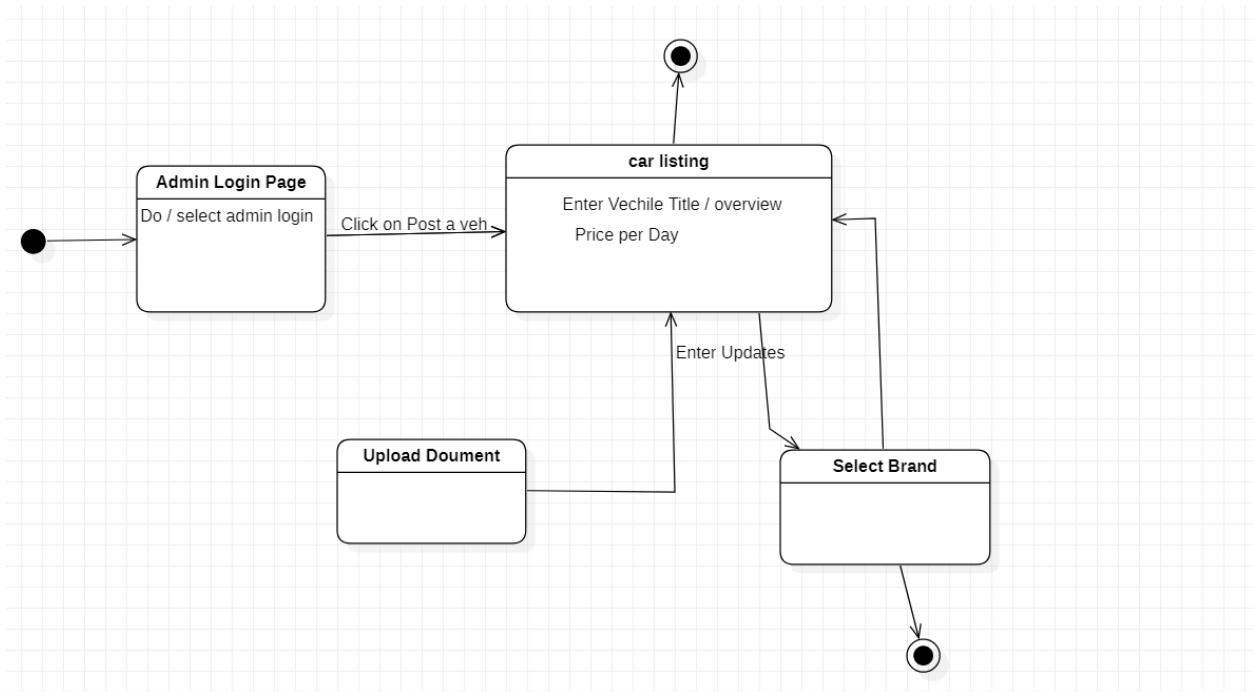 Admin Login Page
Do / select admin login
Click on Post a veh
car listing
Enter Vechile Title / overview
Price per Day
Enter Updates
Upload Doument
Select Brand